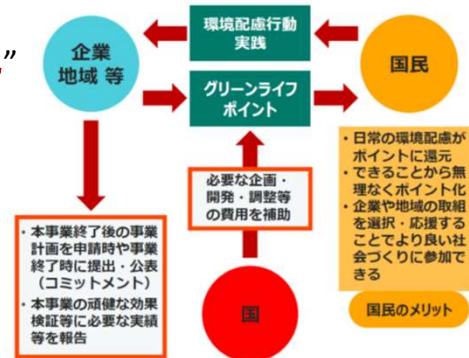 ”
企業
地域 等
環境配慮行動
実践
国民
グリーンライフ
ポイント
必要な企画・
開発・調整等
の費用を補助
国
・本事業終了後の事業
計画を申請時や事業
終了時に提出・公表
（コミットメント）
・本事業の頑健な効果
検証等に必要な実績
等を報告
・日常の環境配慮が
ポイントに還元
・できることから無
理なくポイント化
・企業や地域の取組
を選択・応援する
ことでより良い社
会づくりに参加で
きる
国民のメリット